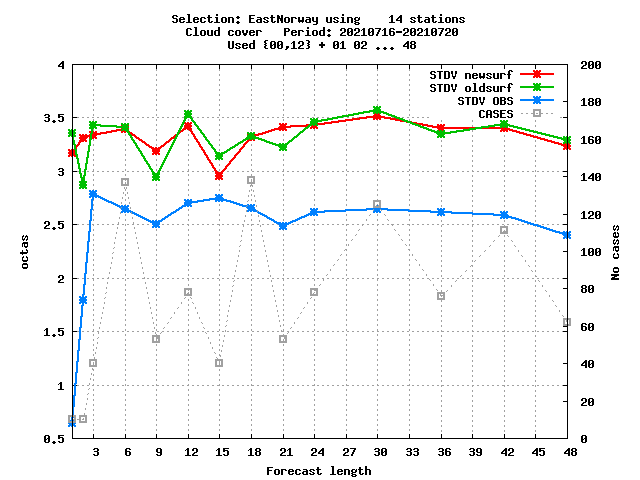 Selection: EastNorway using    14 stations
Cloud cover   Period: 20210716-20210720
Used {00,12} + 01 02 ... 48
STDV newsurf
STDV oldsurf
STDV OBS
CASES
4
3.5
3
2.5
2
1.5
1
0.5
octas
200
180
160
140
120
100
80
60
40
20
0
No cases
3 6 9 12 15 18 21 24 27 30 33 36 39 42 45 48
Forecast length